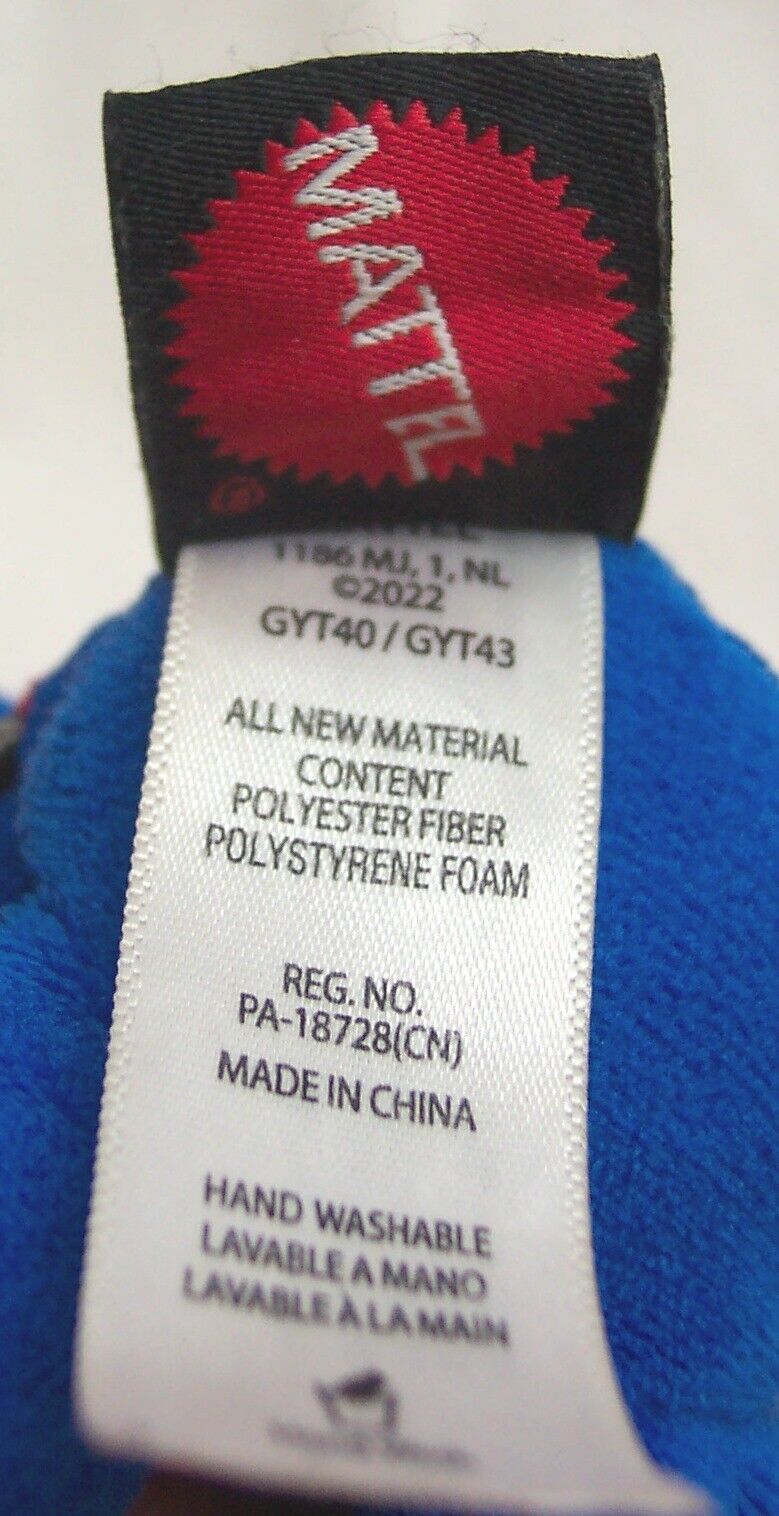 MATTEL
®
1186 MJ, 1, NL
©2022
GYT40 / GYT43
ALL NEW MATERIAL
CONTENT
POLYESTER FIBER
POLYSTYRENE FOAM
REG. NO.
PA-18728(CN)
MADE IN CHINA
HAND WASHABLE
LAVABLE A MANO
LAVABLE À LA MAIN